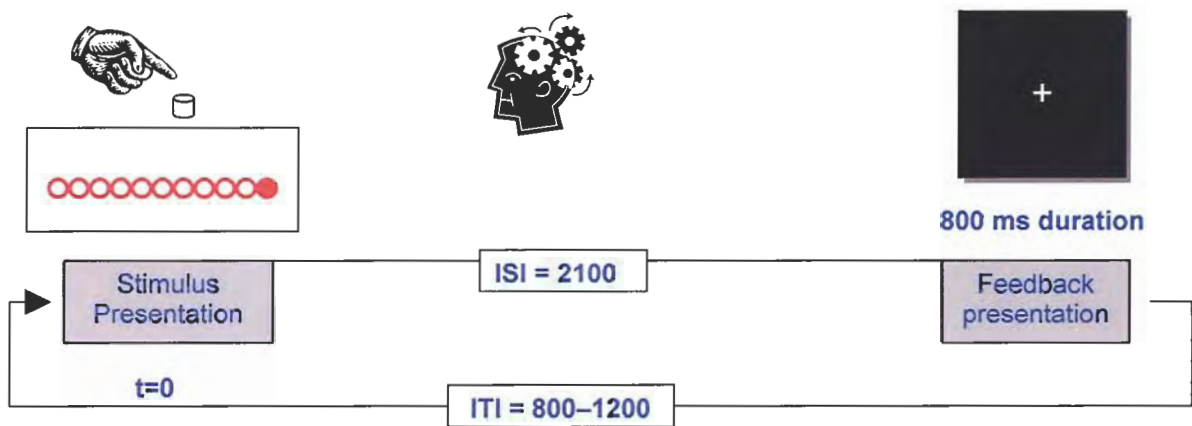 +
800 ms duration
Stimulus
Presentation
ISI = 2100
Feedback
presentation
t=0
ITI = 800–1200